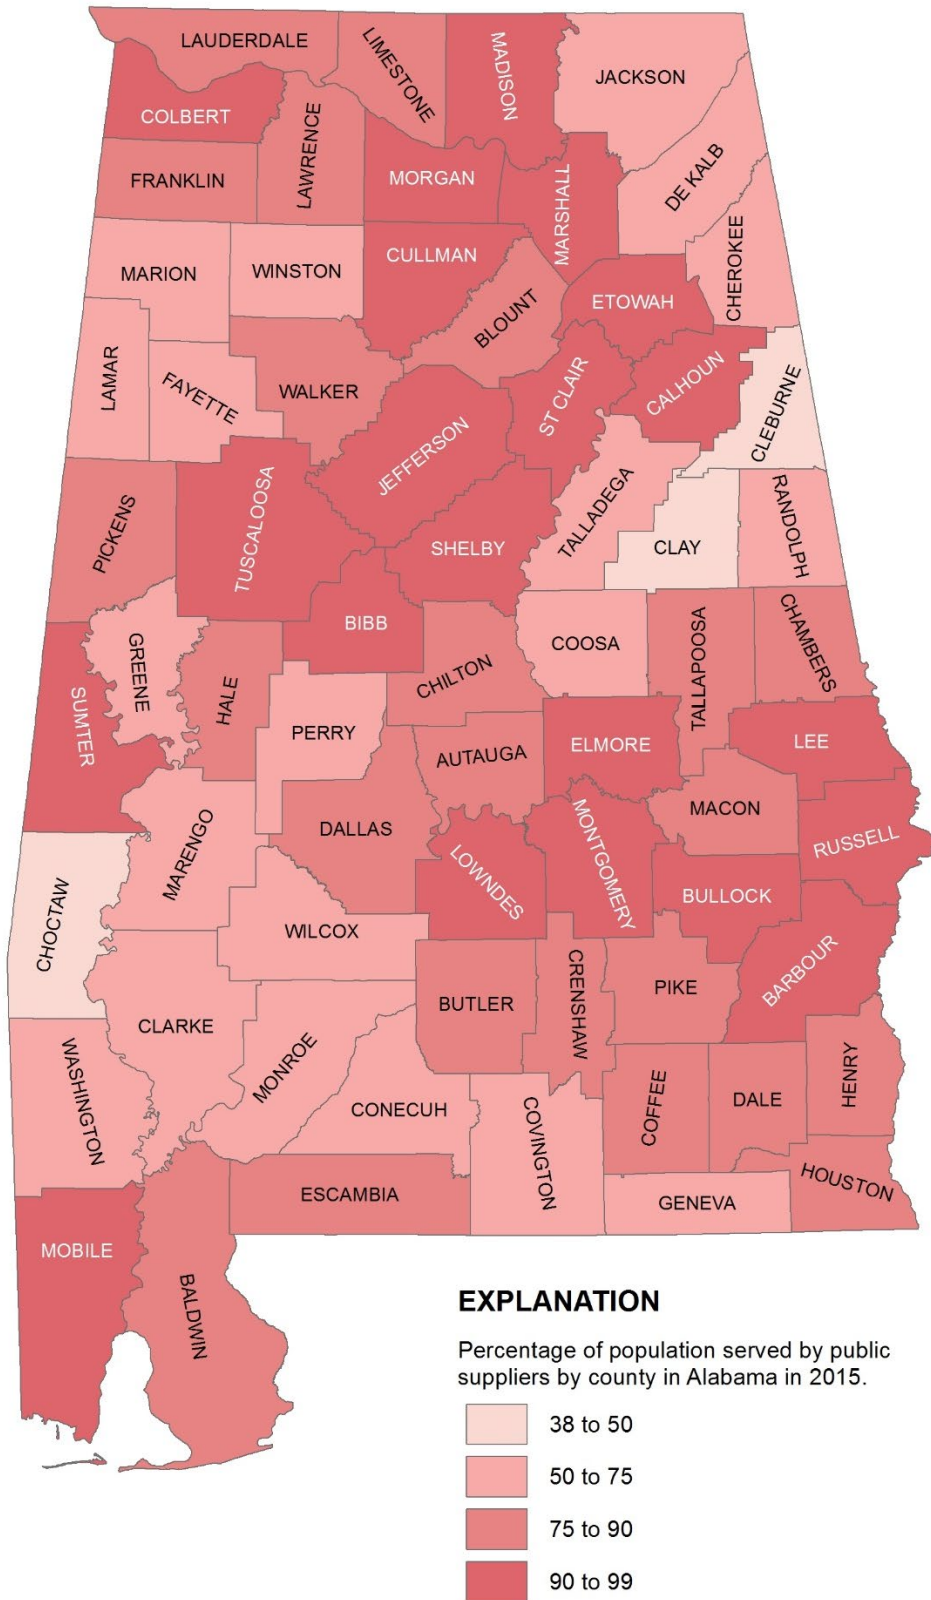 LAUDERDALE
LIMESTONE
MADISON
JACKSON
COLBERT
LAWRENCE
FRANKLIN
MORGAN
MARSHALL
DE KALB
CHEROKEE
MARION
WINSTON
CULLMAN
BLOUNT
ETOWAH
LAMAR
FAYETTE
WALKER
JEFFERSON
ST CLAIR
CALHOUN
CLEBURNE
PICKENS
TUSCALOOSA
SHELBY
TALLADEGA
CLAY
RANDOLPH
BIBB
GREENE
HALE
CHILTON
COOSA
TALLAPOOSA
CHAMBERS
SUMTER
PERRY
AUTAUGA
ELMORE
LEE
MACON
DALLAS
MARENGO
LOWNDES
MONTGOMERY
RUSSELL
BULLOCK
CHOCTAW
WILCOX
BARBOUR
CLARKE
BUTLER
CRENSHAW
PIKE
WASHINGTON
MONROE
CONECUH
COVINGTON
COFFEE
DALE
HENRY
ESCAMBIA
GENEVA
HOUSTON
MOBILE
BALDWIN
EXPLANATION
Percentage of population served by public
suppliers by county in Alabama in 2015.
38 to 50
50 to 75
75 to 90
90 to 99